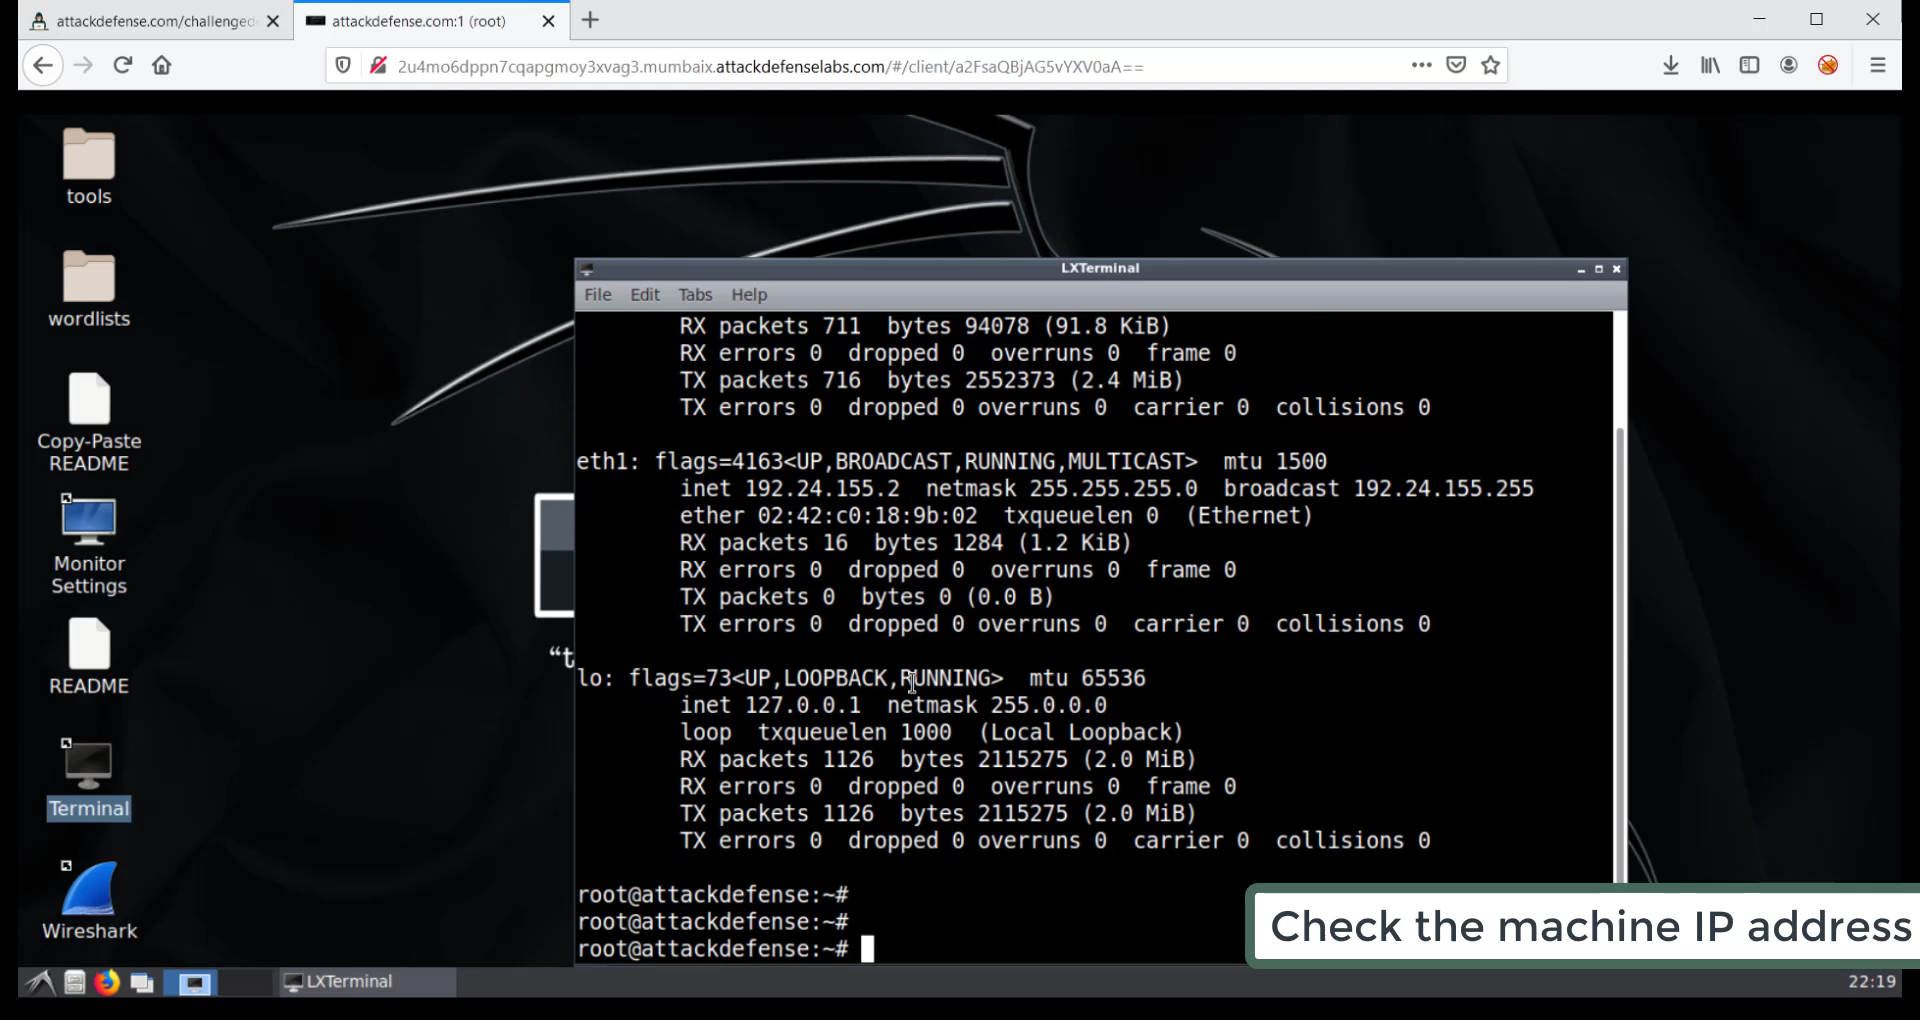 attackdefense.com/challenged
attackdefense.com:1 (root)
2u4mo6dppn7cqapgmoy3xvag3.mumbaix.attackdefenselabs.com/#/client/a2FsaQBjAG5vYXV0aA==
tools
wordlists
Copy-Paste
README
Monitor
Settings
README
Terminal
Wireshark
“t
LXTerminal
File Edit Tabs Help
RX packets 711 bytes 94078 (91.8 KiB)
RX errors 0 dropped 0 overruns 0 frame 0
TX packets 716 bytes 2552373 (2.4 MiB)
TX errors 0 dropped 0 overruns 0 carrier 0 collisions 0
eth1: flags=4163<UP,BROADCAST,RUNNING,MULTICAST> mtu 1500
inet 192.24.155.2 netmask 255.255.255.0 broadcast 192.24.155.255
ether 02:42:c0:18:9b:02 txqueuelen 0 (Ethernet)
RX packets 16 bytes 1284 (1.2 KiB)
RX errors 0 dropped 0 overruns 0 frame 0
TX packets 0 bytes 0 (0.0 B)
TX errors 0 dropped 0 overruns 0 carrier 0 collisions 0
lo: flags=73<UP,LOOPBACK,RUNNING> mtu 65536
inet 127.0.0.1 netmask 255.0.0.0
loop txqueuelen 1000 (Local Loopback)
RX packets 1126 bytes 2115275 (2.0 MiB)
RX errors 0 dropped 0 overruns 0 frame 0
TX packets 1126 bytes 2115275 (2.0 MiB)
TX errors 0 dropped 0 overruns 0 carrier 0 collisions 0
root@attackdefense:~#
root@attackdefense:~#
root@attackdefense:~#
Check the machine IP address
LXTerminal
22:19